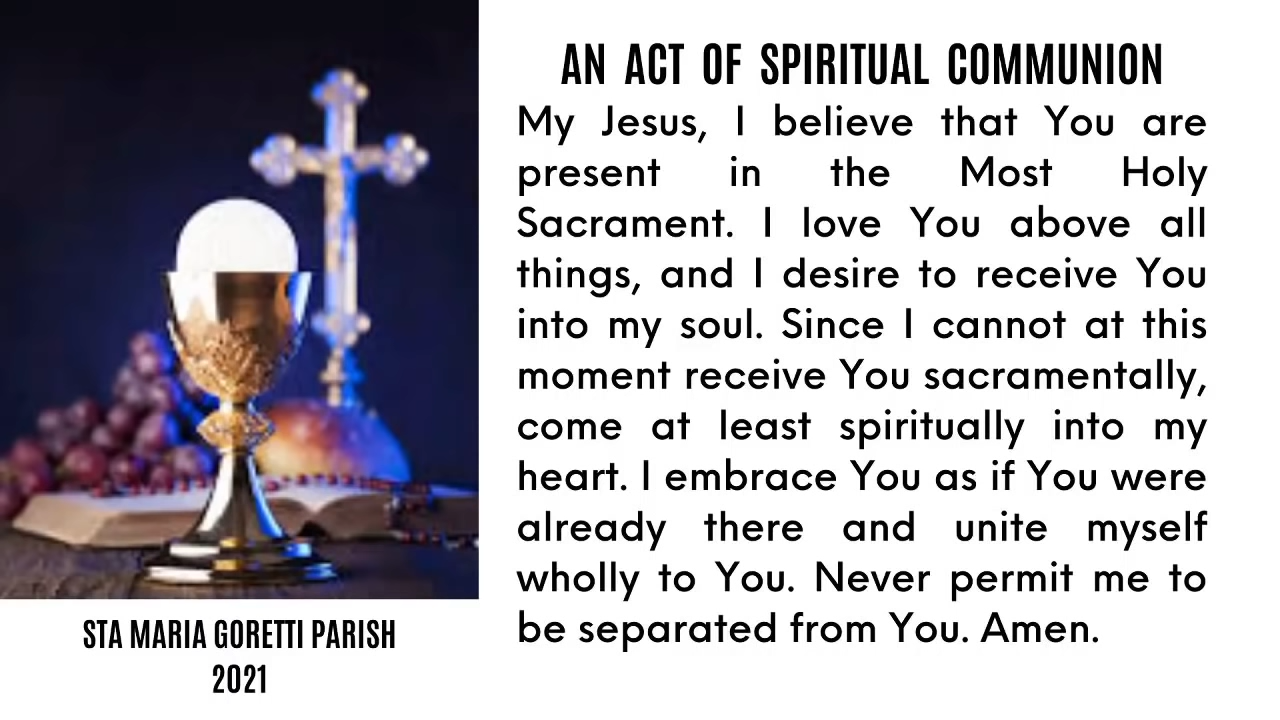 AN ACT OF SPIRITUAL COMMUNION
My Jesus, I believe that You are
present in the Most Holy
Sacrament. I love You above all
things, and I desire to receive You
into my soul. Since I cannot at this
moment receive You sacramentally,
come at least spiritually into my
heart. I embrace You as if You were
already there and unite myself
wholly to You. Never permit me to
be separated from You. Amen.
STA MARIA GORETTI PARISH
2021